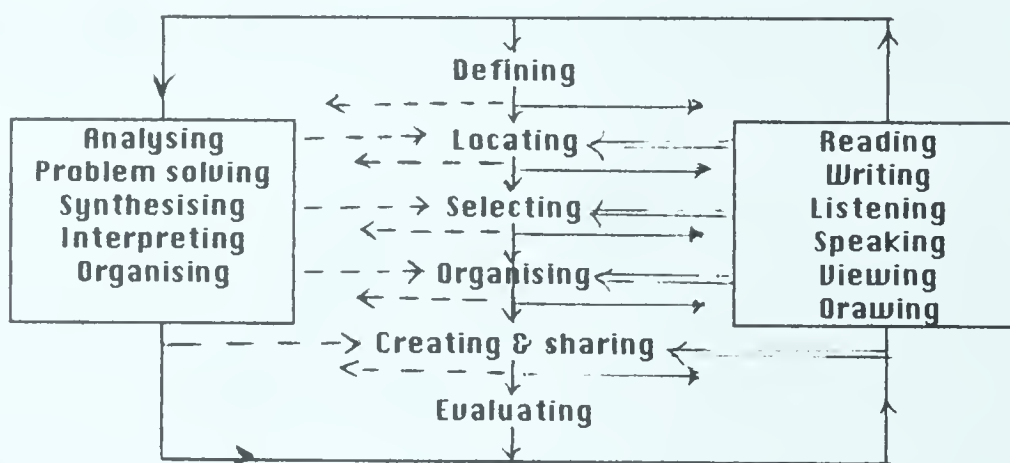 Defining
Analysing
Problem solving
Synthesising
Interpreting
Organising
Locating
Selecting
Organising
Creating & sharing
Evaluating
Reading
Writing
Listening
Speaking
Viewing
Drawing